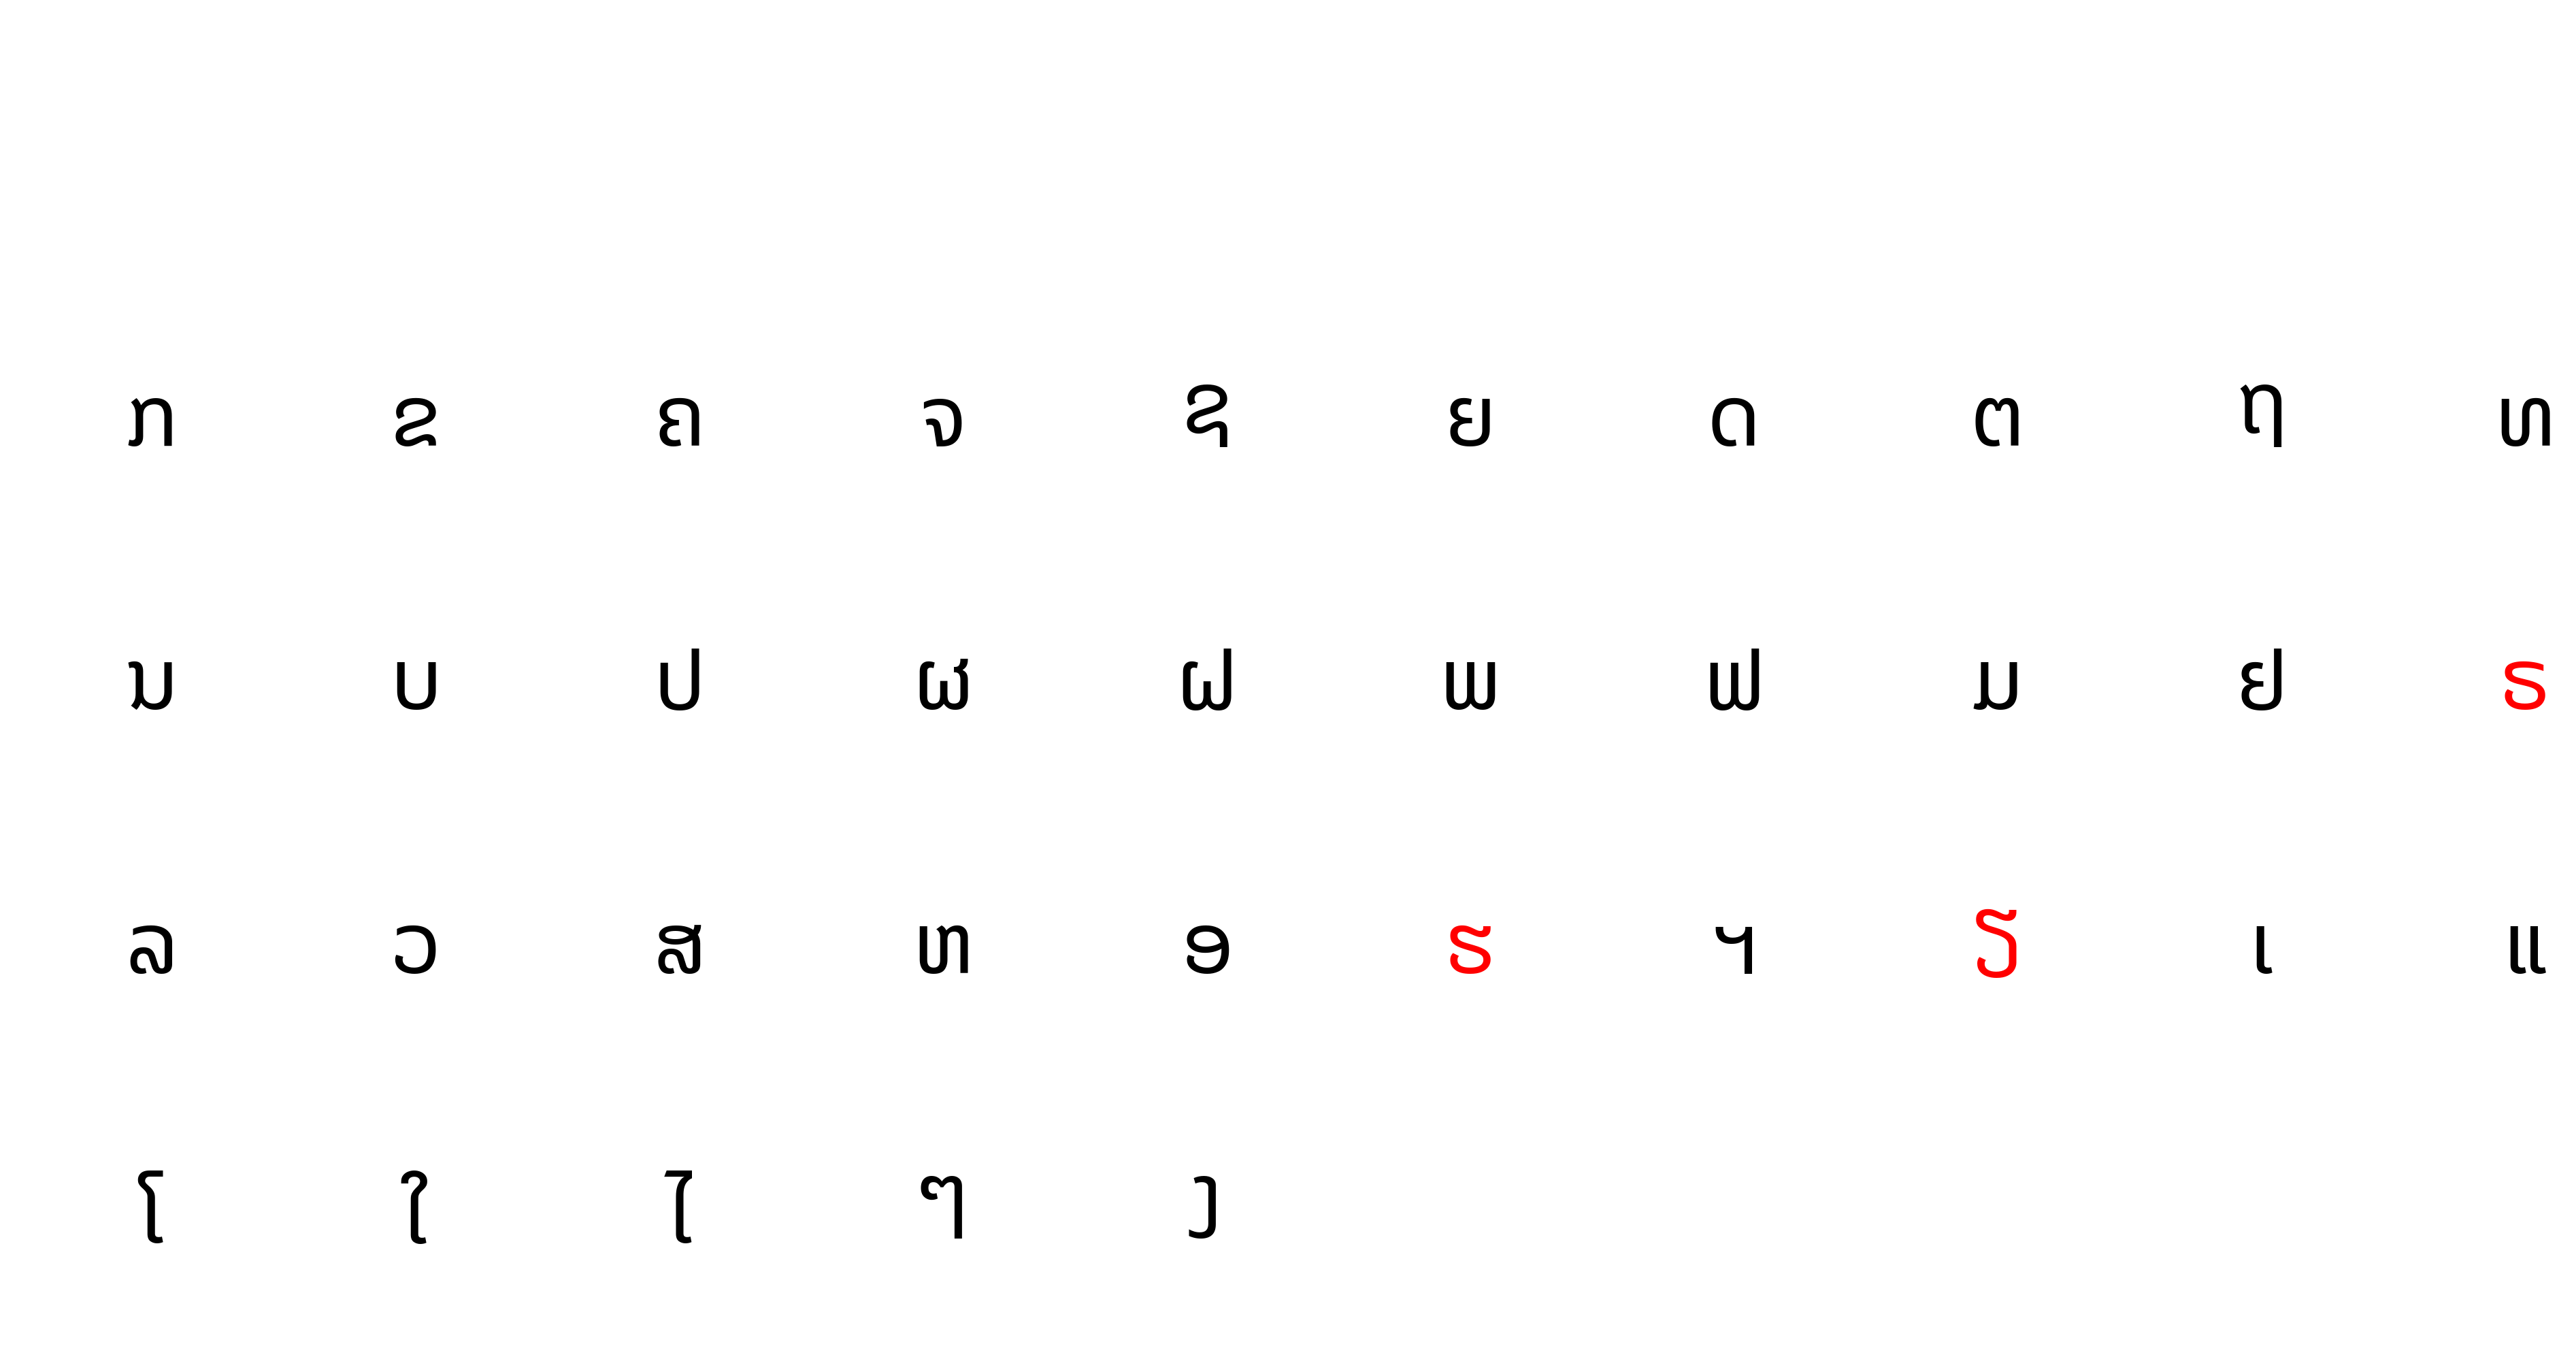 ກ ຂ ຄ ຈ ຊ ຍ ດ ຕ ຖ ທ
ນ ບ ປ ຜ ຝ ພ ຟ ມ ຢ ຣ
ລ ວ ສ ຫ ອ ຮ ຯ ຽ ເ ແ
ໂ ໃ ໄ ໆ ງ